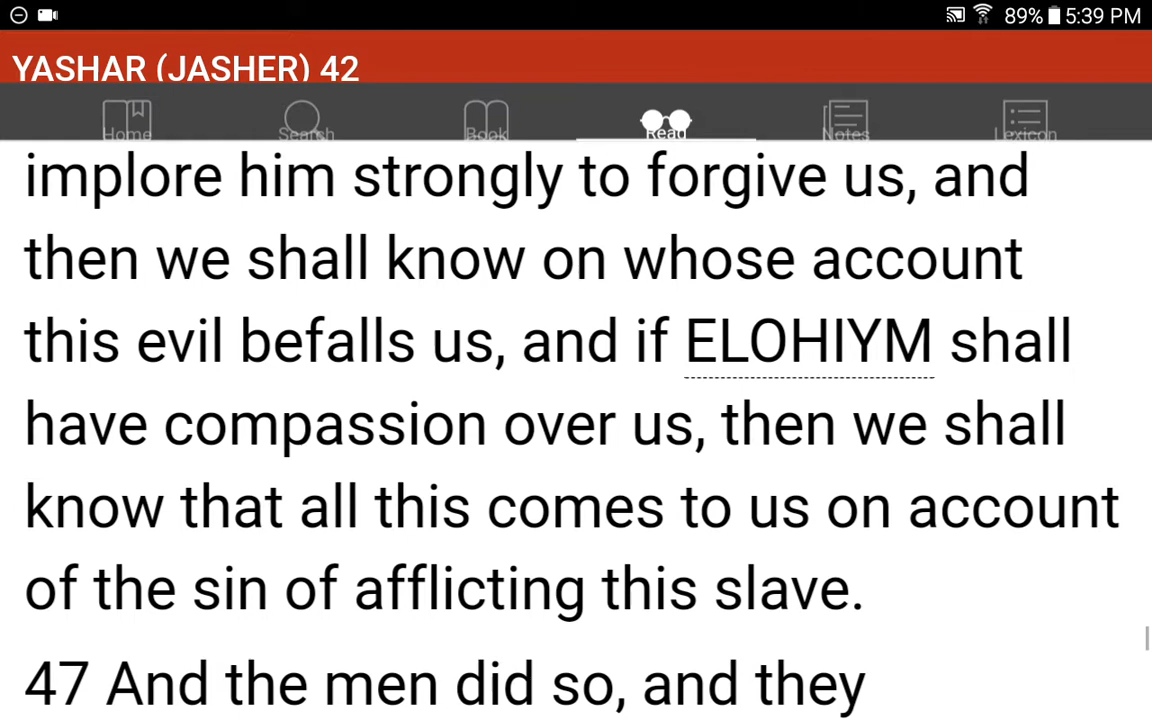 89% 5:39 PM
YASHAR (JASHER) 42
Home Search Book Read Notes Lexicon
implore him strongly to forgive us, and
then we shall know on whose account
this evil befalls us, and if ELOHIYM shall
have compassion over us, then we shall
know that all this comes to us on account
of the sin of afflicting this slave.
47 And the men did so, and they